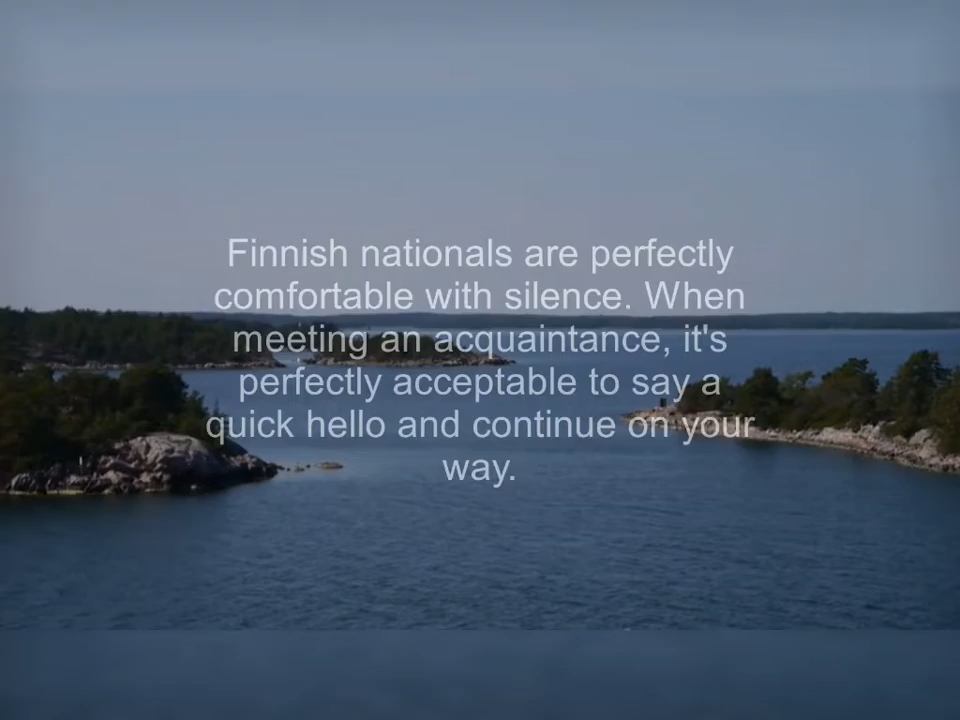 Finnish nationals are perfectly
comfortable with silence. When
meeting an acquaintance, it's
perfectly acceptable to say a
quick hello and continue on your
way.